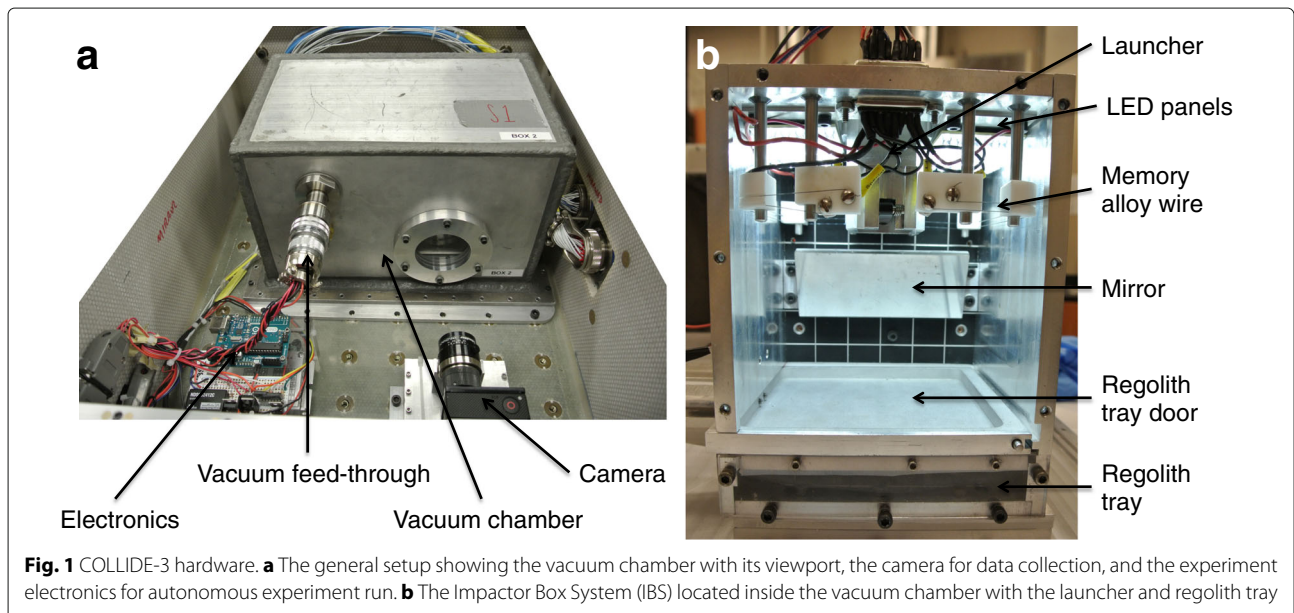 a
S1
BOX 2
BOX 2
Vacuum feed-through
Camera
Electronics
Vacuum chamber
b
Launcher
LED panels
Memory
alloy wire
Mirror
Regolith
tray door
Regolith
tray
Fig. 1 COLLIDE-3 hardware. a The general setup showing the vacuum chamber with its viewport, the camera for data collection, and the experiment
electronics for autonomous experiment run. b The Impactor Box System (IBS) located inside the vacuum chamber with the launcher and regolith tray